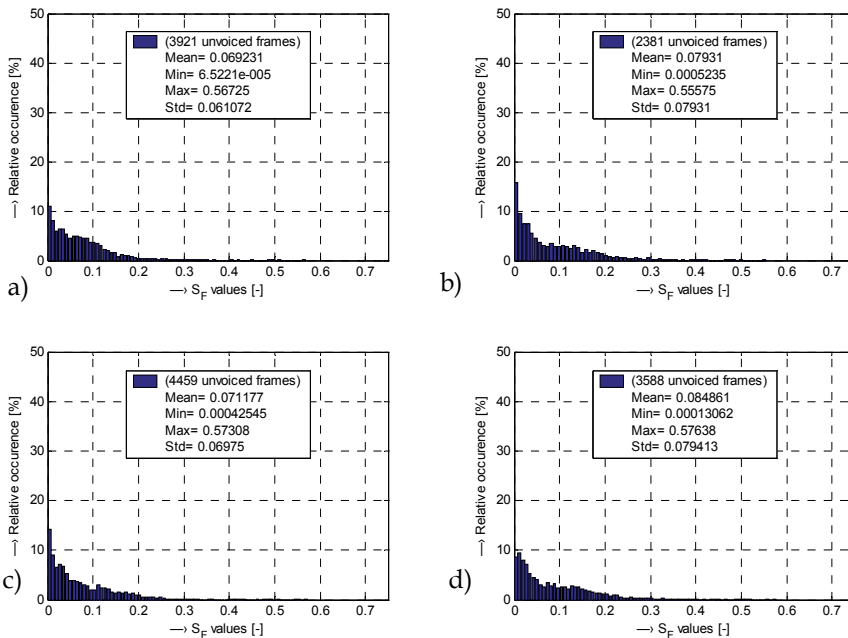 50
40
30
20
10
0
—> Relative occurence [%]
(3921 unvoiced frames)
Mean= 0.069231
Min= 6.5221e-005
Max= 0.56725
Std= 0.061072
0 0.1 0.2 0.3 0.4 0.5 0.6 0.7
—> S_F values [-]
a)
50
40
30
20
10
0
—> Relative occurence [%]
(2381 unvoiced frames)
Mean= 0.07931
Min= 0.0005235
Max= 0.55575
Std= 0.07931
0 0.1 0.2 0.3 0.4 0.5 0.6 0.7
—> S_F values [-]
b)
50
40
30
20
10
0
—> Relative occurence [%]
(4459 unvoiced frames)
Mean= 0.071177
Min= 0.00042545
Max= 0.57308
Std= 0.06975
0 0.1 0.2 0.3 0.4 0.5 0.6 0.7
—> S_F values [-]
c)
50
40
30
20
10
0
—> Relative occurence [%]
(3588 unvoiced frames)
Mean= 0.084861
Min= 0.00013062
Max= 0.57638
Std= 0.079413
0 0.1 0.2 0.3 0.4 0.5 0.6 0.7
—> S_F values [-]
d)